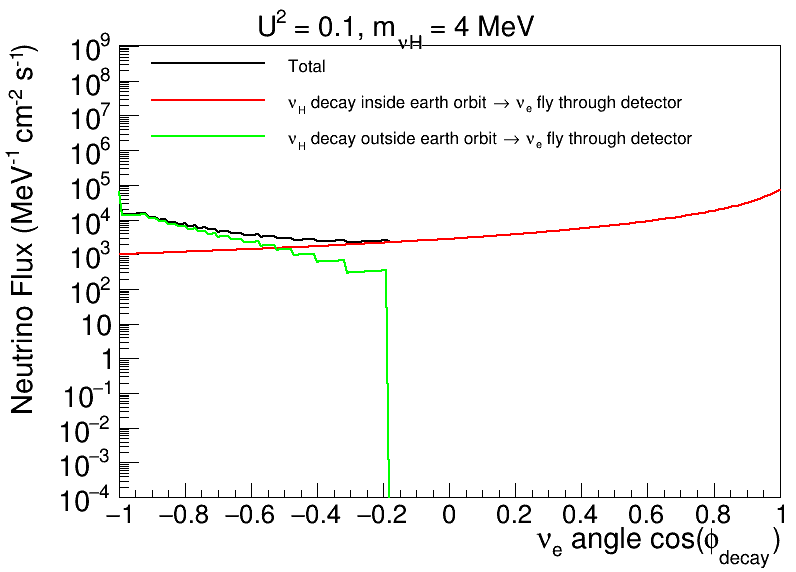 U² = 0.1, m_νH = 4 MeV
Neutrino Flux (MeV⁻¹ cm⁻² s⁻¹)
10⁹
10⁸
10⁷
10⁶
10⁵
10⁴
10³
10²
10
1
10⁻¹
10⁻²
10⁻³
10⁻⁴
Total
ν_H decay inside earth orbit → ν_e fly through detector
ν_H decay outside earth orbit → ν_e fly through detector
−1 −0.8 −0.6 −0.4 −0.2 0 0.2 0.4 0.6 0.8 1
ν_e angle cos(ϕ_decay)